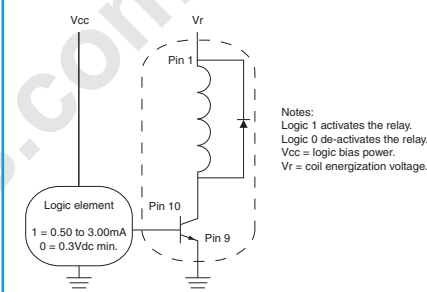 Vcc
Vr
Pin 1
Notes:
Logic 1 activates the relay.
Logic 0 de-activates the relay.
Vcc = logic bias power.
Vr = coil energization voltage.
Logic element
1 = 0.50 to 3.00mA
0 = 0.3Vdc min.
Pin 10
Pin 9